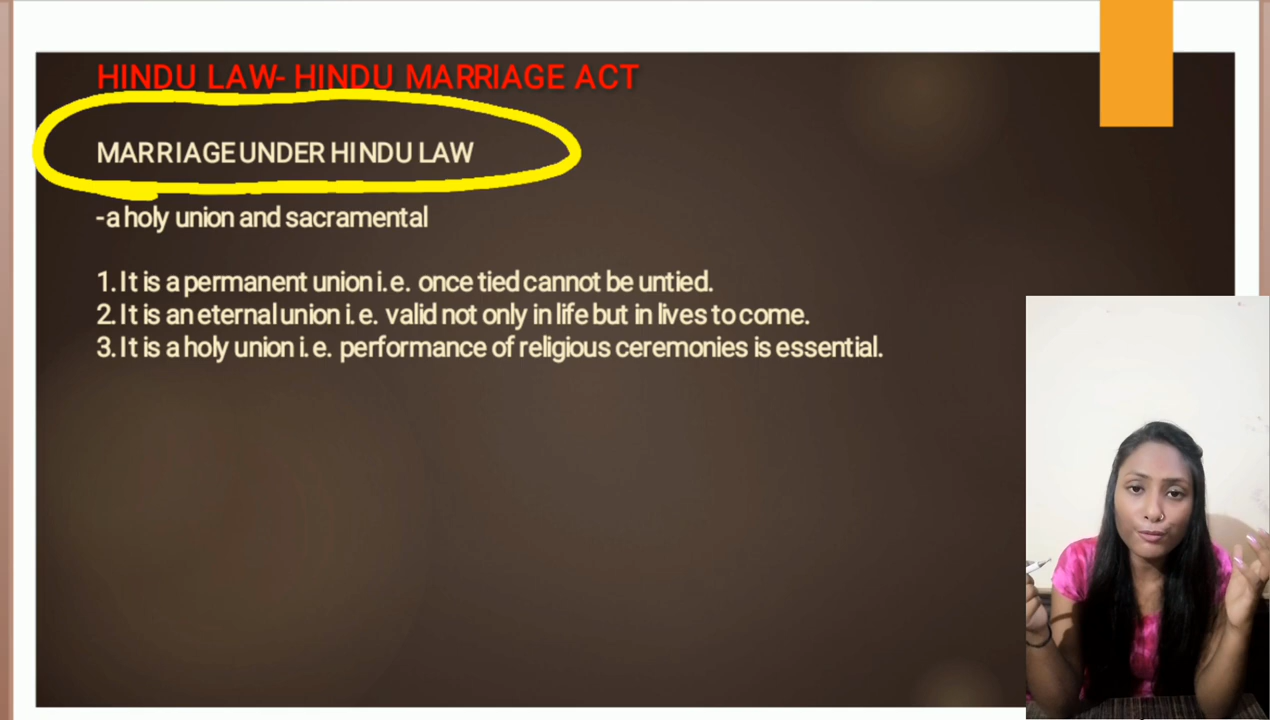 HINDU LAW- HINDU MARRIAGE ACT
MARRIAGE UNDER HINDU LAW
-a holy union and sacramental
1. It is a permanent union i.e. once tied cannot be untied.
2. It is an eternal union i.e. valid not only in life but in lives to come.
3. It is a holy union i.e. performance of religious ceremonies is essential.